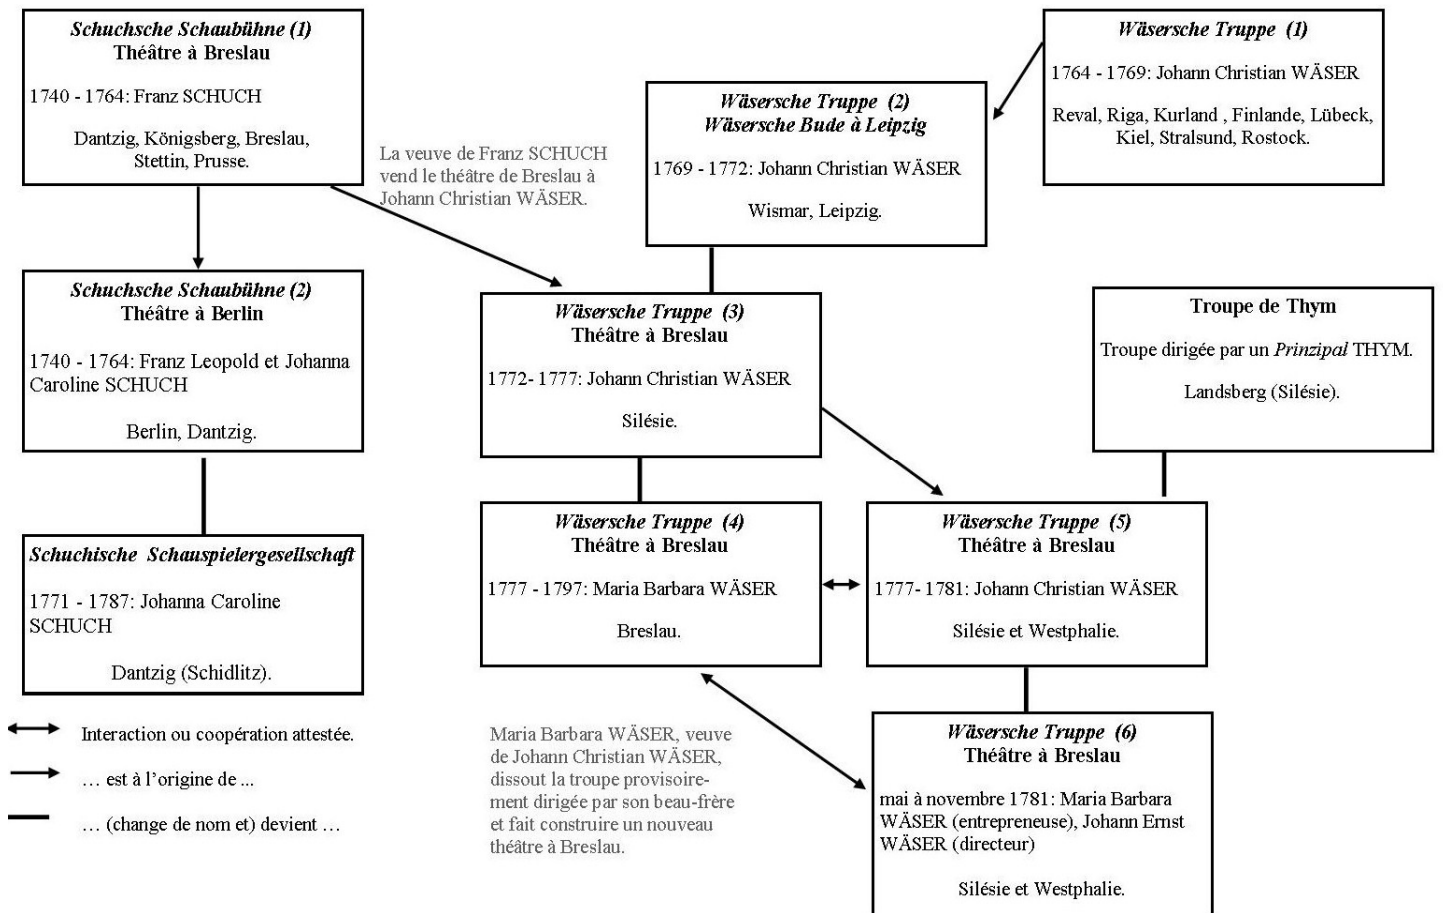 Schuchsche Schaubühne (1)
Théâtre à Breslau
1740 - 1764: Franz SCHUCH
Dantzig, Königsberg, Breslau,
Stettin, Prusse.
La veuve de Franz SCHUCH
vend le théâtre de Breslau à
Johann Christian WÄSER.
Wäsersche Truppe (2)
Wäsersche Bude à Leipzig
1769 - 1772: Johann Christian WÄSER
Wismar, Leipzig.
Wäsersche Truppe (1)
1764 - 1769: Johann Christian WÄSER
Reval, Riga, Kurland , Finlande, Lübeck,
Kiel, Stralsund, Rostock.
Schuchsche Schaubühne (2)
Théâtre à Berlin
1740 - 1764: Franz Leopold et Johanna
Caroline SCHUCH
Berlin, Dantzig.
Wäsersche Truppe (3)
Théâtre à Breslau
1772- 1777: Johann Christian WÄSER
Silésie.
Troupe de Thym
Troupe dirigée par un Prinzipal THYM.
Landsberg (Silésie).
Schuchische Schauspielergesellschaft
1771 - 1787: Johanna Caroline
SCHUCH
Dantzig (Schidlitz).
Wäsersche Truppe (4)
Théâtre à Breslau
1777 - 1797: Maria Barbara WÄSER
Breslau.
Wäsersche Truppe (5)
Théâtre à Breslau
1777- 1781: Johann Christian WÄSER
Silésie et Westphalie.
Interaction ou coopération attestée.
… est à l’origine de ...
… (change de nom et) devient …
Maria Barbara WÄSER, veuve
de Johann Christian WÄSER,
dissout la troupe provisoire-
ment dirigée par son beau-frère
et fait construire un nouveau
théâtre à Breslau.
Wäsersche Truppe (6)
Théâtre à Breslau
mai à novembre 1781: Maria Barbara
WÄSER (entrepreneuse), Johann Ernst
WÄSER (directeur)
Silésie et Westphalie.